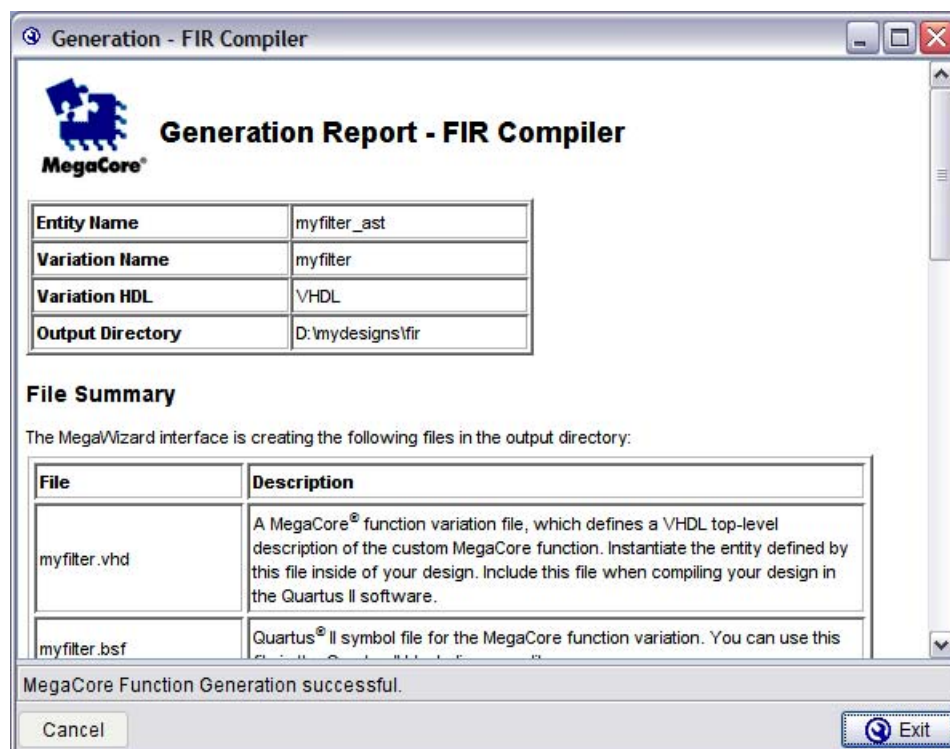 Generation - FIR Compiler
MegaCore®
Generation Report - FIR Compiler
Entity Name myfilter_ast
Variation Name myfilter
Variation HDL VHDL
Output Directory D:\mydesigns\fir
File Summary
The MegaWizard interface is creating the following files in the output directory:
File Description
myfilter.vhd
A MegaCore® function variation file, which defines a VHDL top-level
description of the custom MegaCore function. Instantiate the entity defined by
this file inside of your design. Include this file when compiling your design in
the Quartus II software.
myfilter.bsf
Quartus® II symbol file for the MegaCore function variation. You can use this
MegaCore Function Generation successful.
Cancel
Exit